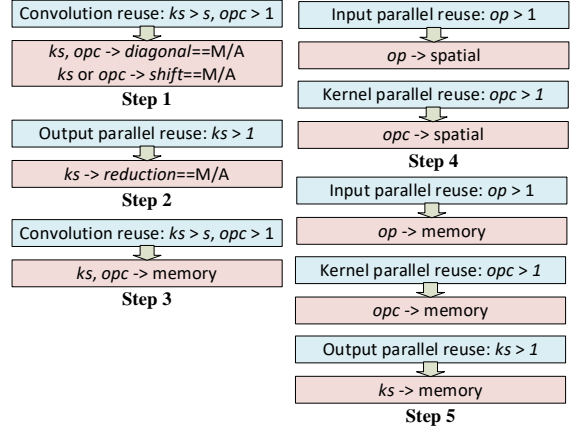 Convolution reuse: ks > s, opc > 1
ks, opc -> diagonal==M/A
ks or opc -> shift==M/A
Step 1
Output parallel reuse: ks > 1
ks -> reduction==M/A
Step 2
Convolution reuse: ks > s, opc > 1
ks, opc -> memory
Step 3
Input parallel reuse: op > 1
op -> spatial
Kernel parallel reuse: opc > 1
opc -> spatial
Step 4
Input parallel reuse: op > 1
op -> memory
Kernel parallel reuse: opc > 1
opc -> memory
Output parallel reuse: ks > 1
ks -> memory
Step 5